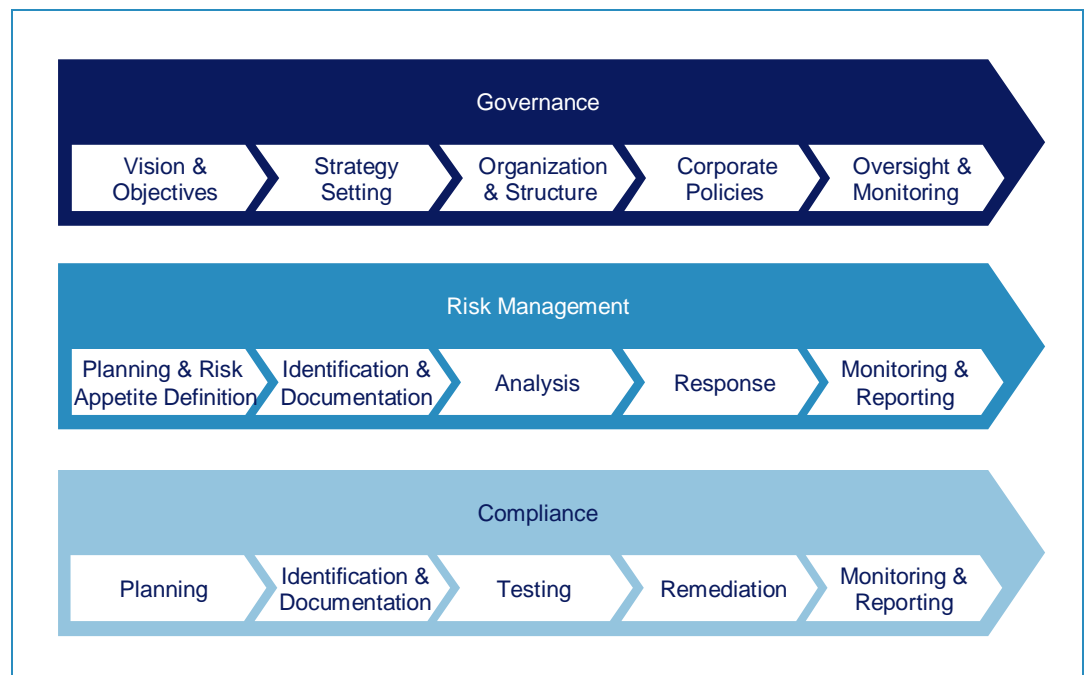 Governance
Vision &
Objectives
Strategy
Setting
Organization
& Structure
Corporate
Policies
Oversight &
Monitoring
Risk Management
Planning & Risk
Appetite Definition
Identification &
Documentation
Analysis
Response
Monitoring &
Reporting
Compliance
Planning
Identification &
Documentation
Testing
Remediation
Monitoring &
Reporting